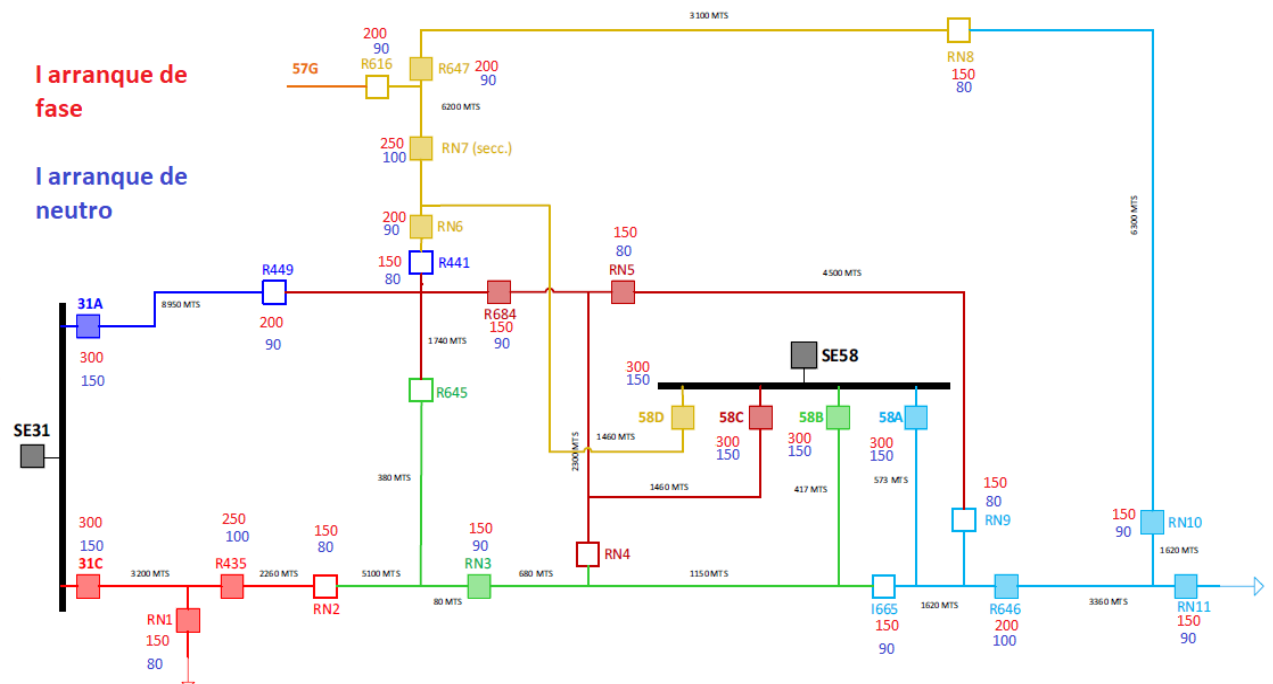 3100 MTS
200
90
R616
57G
R647
200
90
RN8
150
80
I arranque de
fase
6200 MTS
250
100
RN7 (secc.)
I arranque de
neutro
200
90
RN6
6300 MTS
150
80
R441
150
80
RN5
R449
4500 MTS
31A
8950 MTS
200
90
R684
150
90
300
150
1740 MTS
SE58
300
150
R645
58D
58C
58B
58A
SE31
1460 MTS
2300 MTS
300
150
300
150
300
150
380 MTS
1460 MTS
417 MTS
573 MTS
150
80
RN9
300
150
31C
250
100
R435
150
80
150
90
RN3
RN4
150
90
RN10
1620 MTS
3200 MTS
2260 MTS
RN2
5100 MTS
80 MTS
680 MTS
1150 MTS
I665
150
90
1620 MTS
R646
200
100
3360 MTS
RN11
150
90
RN1
150
80